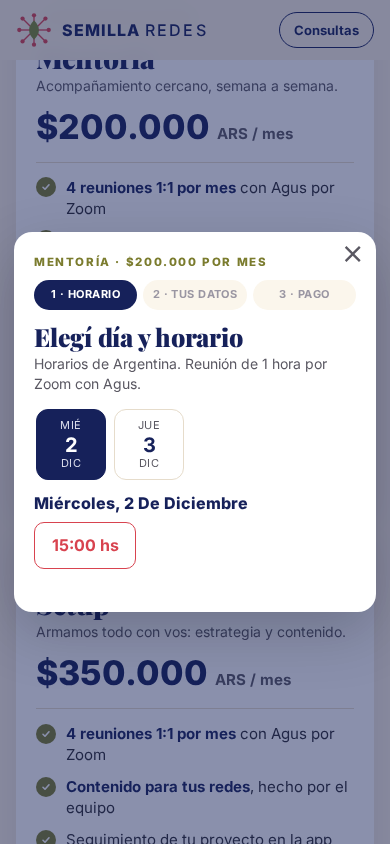 SEMILLA REDES
Consultas
Mentoría
Acompañamiento cercano, semana a semana.
$200.000 ARS / mes
4 reuniones 1:1 por mes con Agus por
Zoom
MENTORÍA · $200.000 POR MES
1 · HORARIO
2 · TUS DATOS
3 · PAGO
Elegí día y horario
Horarios de Argentina. Reunión de 1 hora por
Zoom con Agus.
MIÉ
2
DIC
JUE
3
DIC
Miércoles, 2 De Diciembre
15:00 hs
Setup
Armamos todo con vos: estrategia y contenido.
$350.000 ARS / mes
4 reuniones 1:1 por mes con Agus por
Zoom
Contenido para tus redes, hecho por el
equipo
Seguimiento de tu proyecto en la app